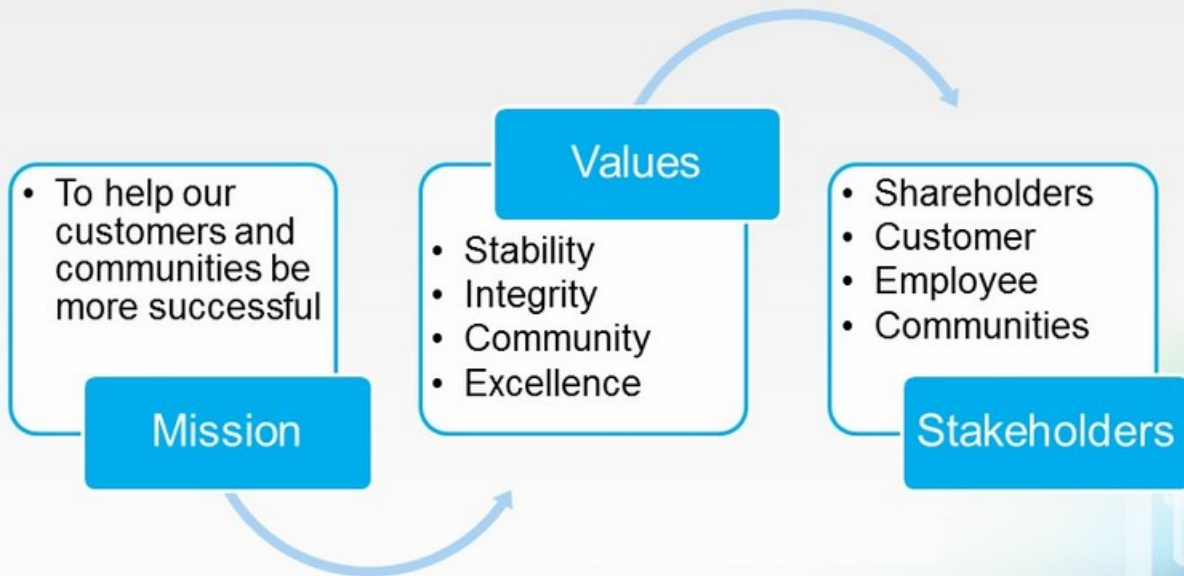 • To help our
customers and
communities be
more successful
Mission
Values
• Stability
• Integrity
• Community
• Excellence
• Shareholders
• Customer
• Employee
• Communities
Stakeholders